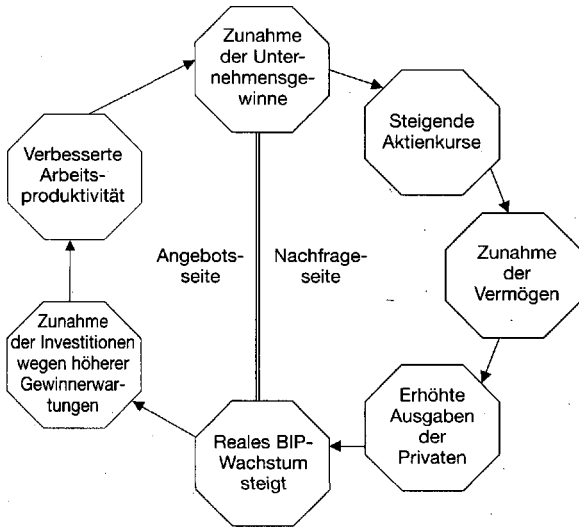 Zunahme
der Unter-
nehmensge-
winne
Steigende
Aktienkurse
Zunahme
der
Vermögen
Erhöhte
Ausgaben
der
Privaten
Reales BIP-
Wachstum
steigt
Zunahme
der Investitionen
wegen höherer
Gewinnerwar-
tungen
Verbesserte
Arbeits-
produktivität
Angebots-
seite
Nachfrage-
seite